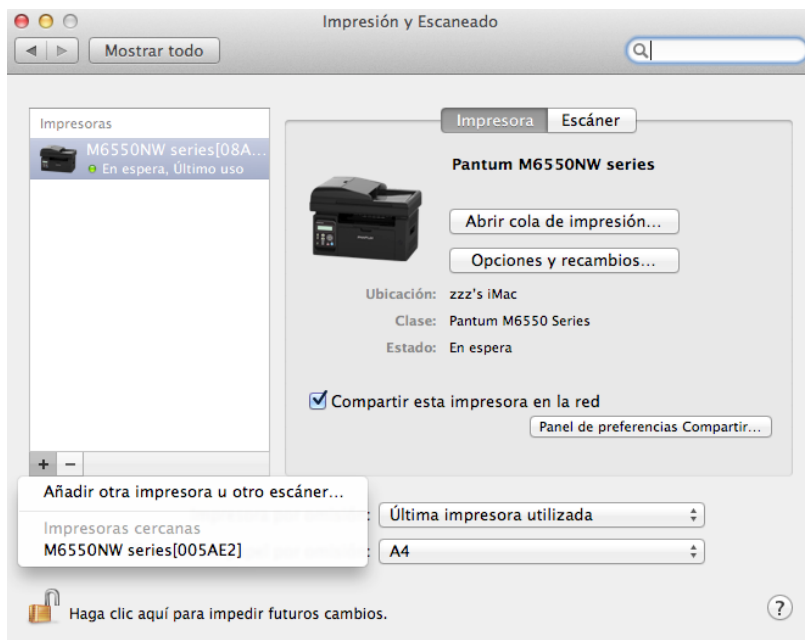 Impresión y Escaneado
Mostrar todo
Impresoras
M6550NW series[08A...
En espera, Último uso
Impresora Escáner
Pantum M6550NW series
Abrir cola de impresión...
Opciones y recambios...
Ubicación: zzz's iMac
Clase: Pantum M6550 Series
Estado: En espera
Compartir esta impresora en la red
Panel de preferencias Compartir...
+ −
Añadir otra impresora u otro escáner...
Impresoras cercanas
M6550NW series[005AE2]
: Última impresora utilizada
: A4
Haga clic aquí para impedir futuros cambios.
?